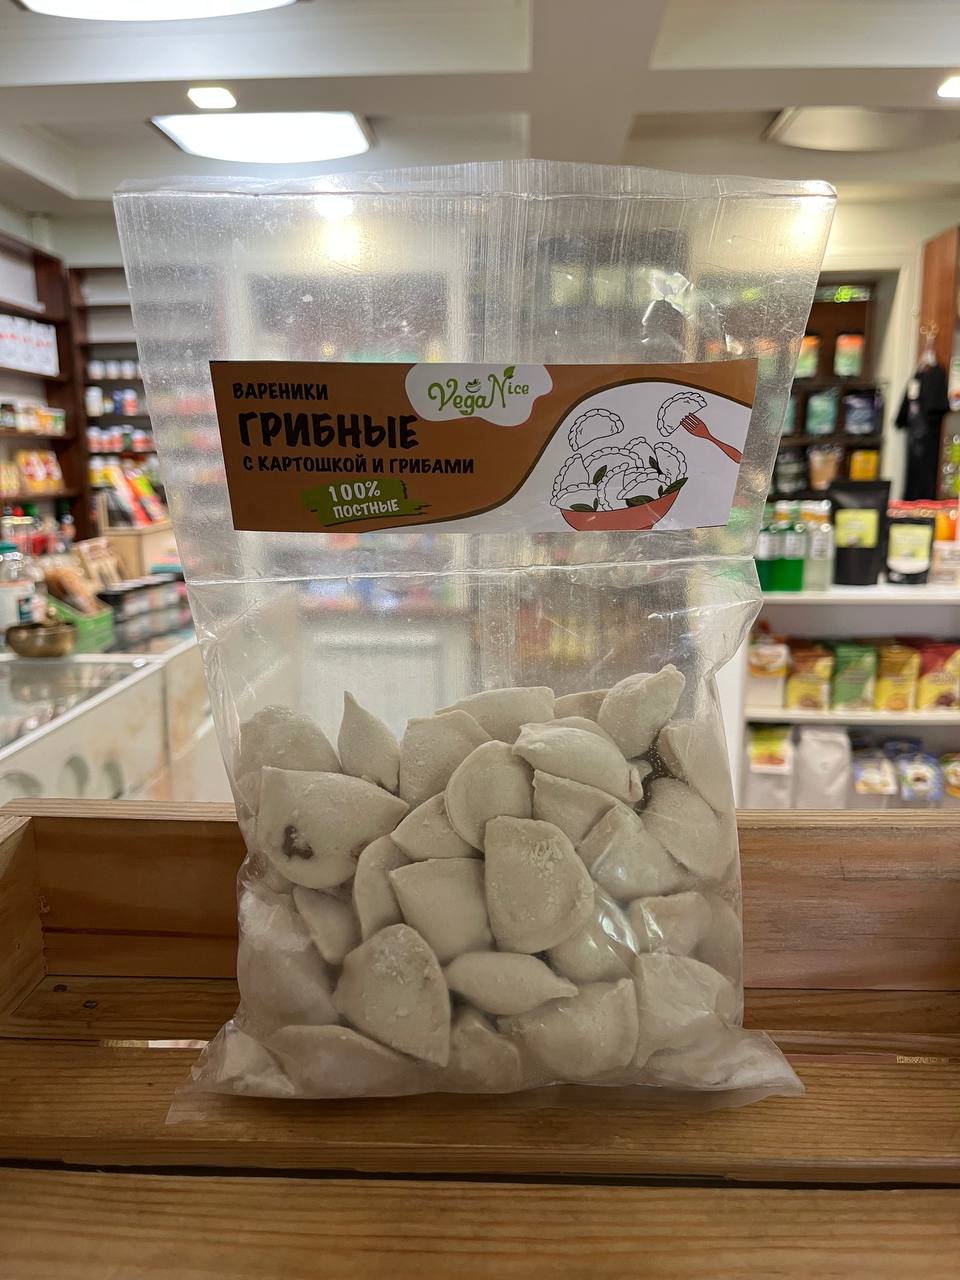 ВАРЕНИКИ
VegaNice
ГРИБНЫЕ
С КАРТОШКОЙ И ГРИБАМИ
100%
ПОСТНЫЕ